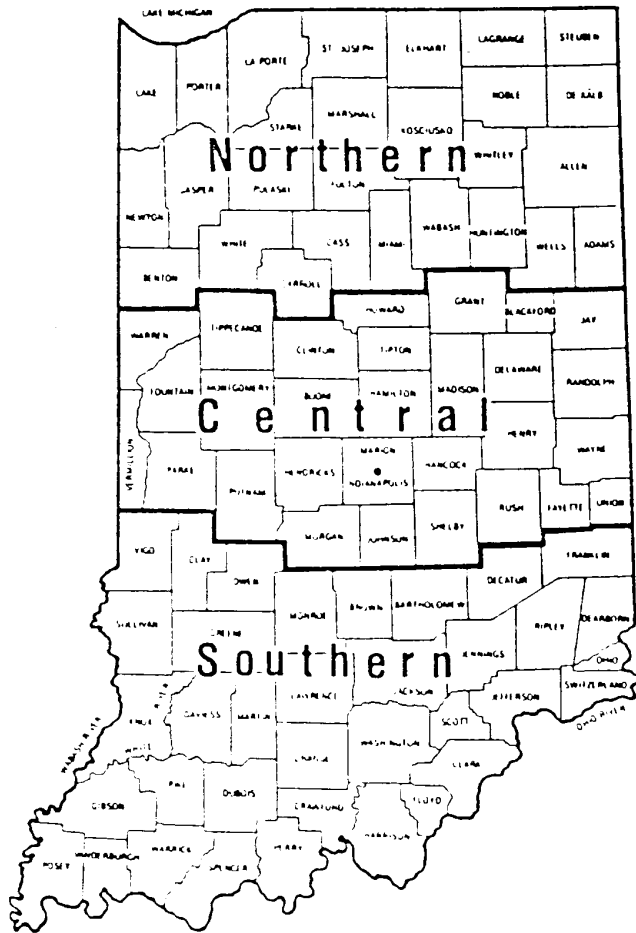 LAKE MICHIGAN
LAKE
PORTER
LA PORTE
ST. JOSEPH
ELKHART
LAGRANGE
STEUBEN
NOBLE
DE KALB
STARKE
MARSHALL
KOSCIUSKO
WHITLEY
ALLEN
Northern
NEWTON
JASPER
PULASKI
FULTON
WHITE
CASS
MIAMI
WABASH
HUNTINGTON
WELLS
ADAMS
BENTON
CARROLL
HOWARD
GRANT
BLACKFORD
JAY
WARREN
TIPPECANOE
CLINTON
TIPTON
FOUNTAIN
MONTGOMERY
BOONE
HAMILTON
MADISON
DELAWARE
RANDOLPH
Central
VERMILLION
PARKE
PUTNAM
HENDRICKS
MARION
INDIANAPOLIS
HANCOCK
HENRY
WAYNE
MORGAN
JOHNSON
SHELBY
RUSH
FAYETTE
UNION
VIGO
CLAY
OWEN
MONROE
BROWN
BARTHOLOMEW
DECATUR
FRANKLIN
SULLIVAN
GREENE
JENNINGS
RIPLEY
DEARBORN
OHIO
Southern
KNOX
DAVIESS
MARTIN
LAWRENCE
JACKSON
SCOTT
JEFFERSON
SWITZERLAND
OHIO RIVER
WABASH RIVER
WHITE
RIVER
ORANGE
WASHINGTON
CLARK
GIBSON
PIKE
DUBOIS
CRAWFORD
FLOYD
HARRISON
POSEY
VANDERBURGH
WARRICK
SPENCER
PERRY